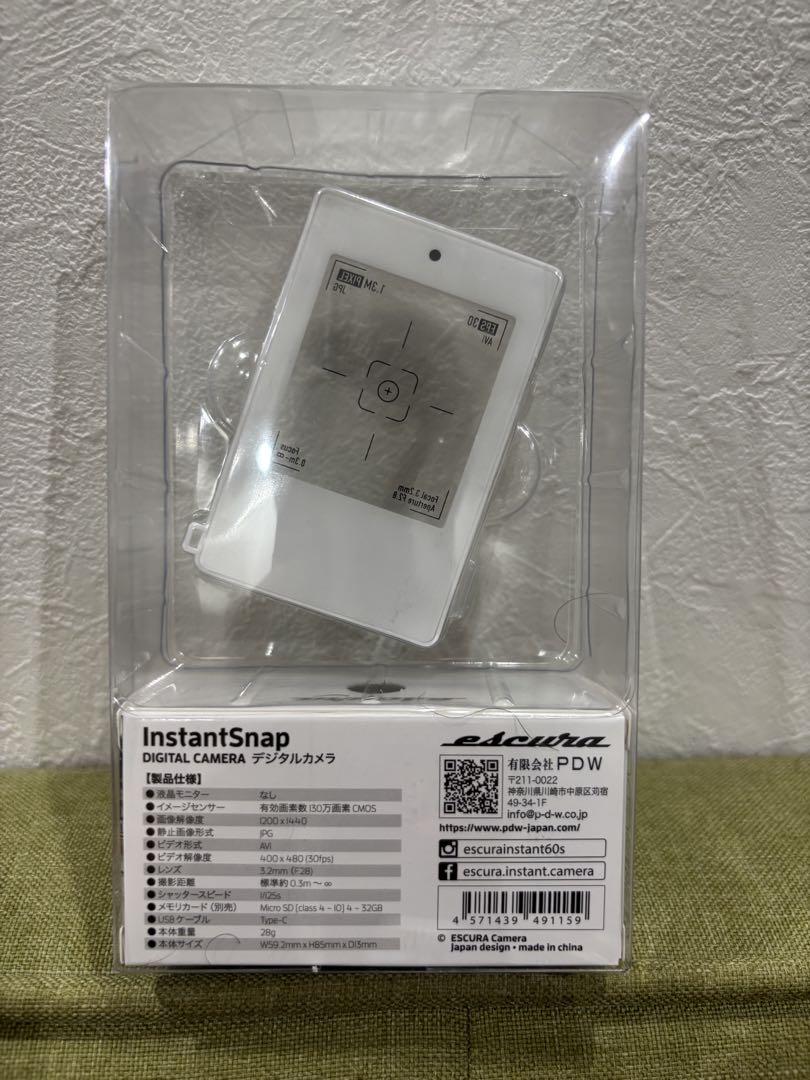 1.3M PIXEL
JPG
FPS 30
AVI
Focus
0.3m~∞
Focal 3.2mm
Aperture F2.8
InstantSnap
DIGITAL CAMERA デジタルカメラ
【製品仕様】
●液晶モニター なし
●イメージセンサー 有効画素数130万画素 CMOS
●画像解像度 1200 x 1440
●静止画像形式 JPG
●ビデオ形式 AVI
●ビデオ解像度 400 x 480 (30fps)
●レンズ 3.2mm (F2.8)
●撮影距離 標準約 0.3m ～ ∞
●シャッタースピード 1/125s
●メモリカード（別売） Micro SD [class 4 - 10] 4 - 32GB
●USBケーブル Type-C
●本体重量 28g
●本体サイズ W59.2mm x H85mm x D13mm
escura
有限会社PDW
〒211-0022
神奈川県川崎市中原区苅宿
49-34-1F
info@p-d-w.co.jp
https://www.pdw-japan.com/
escurainstant60s
escura.instant.camera
4 571439 491159
© ESCURA Camera
Japan design • made in china